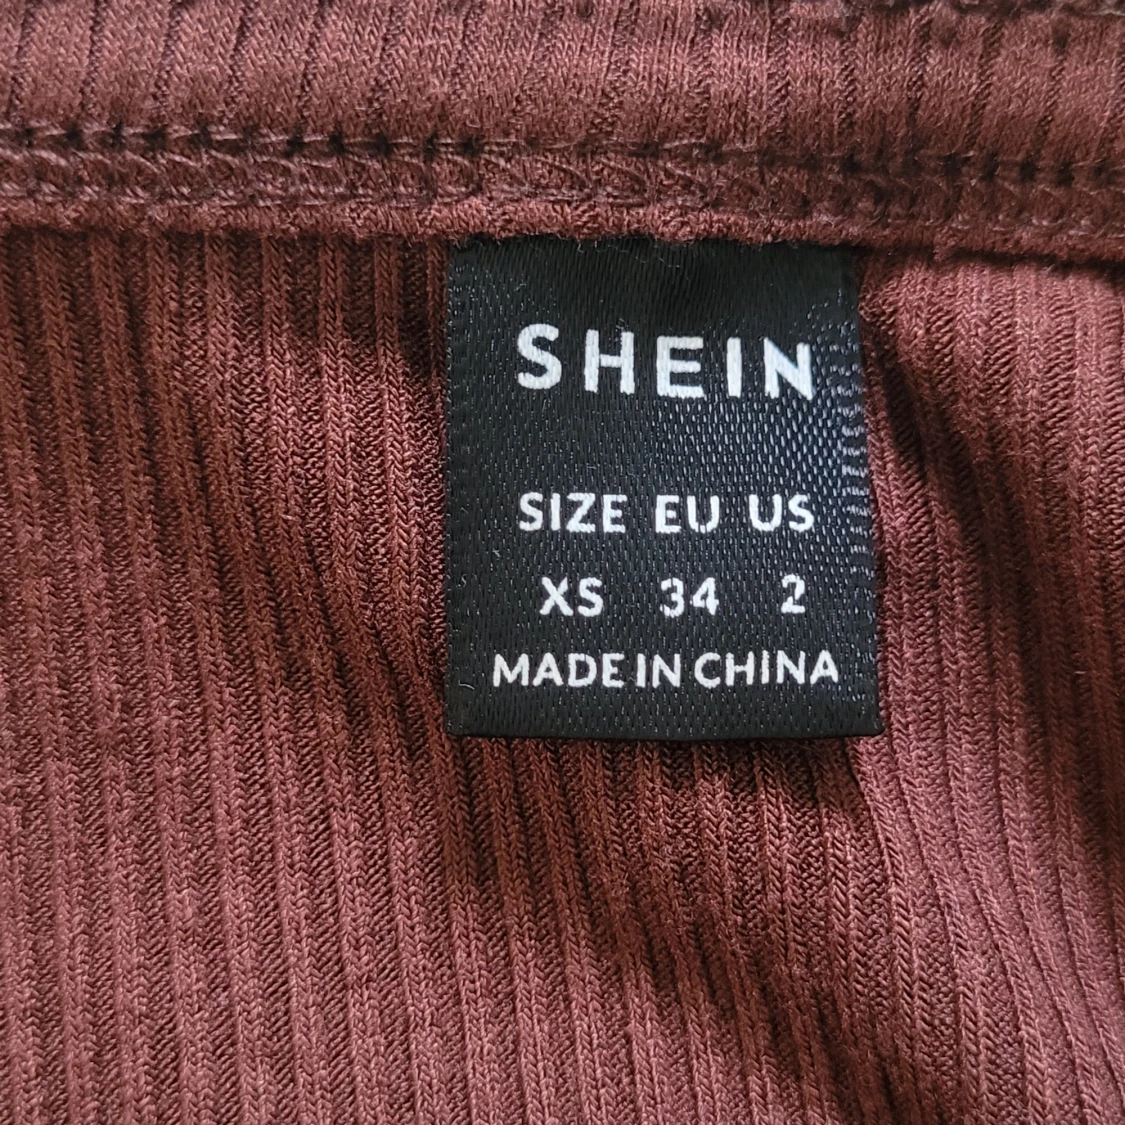 SHEIN
SIZE EU US
XS 34 2
MADE IN CHINA